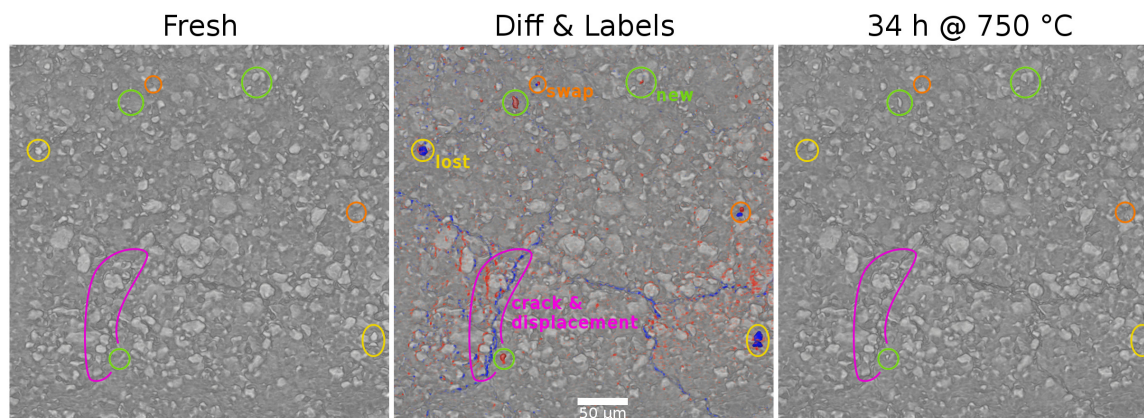 Fresh
Diff & Labels
34 h @ 750 °C
swap
new
lost
crack &
displacement
50 μm